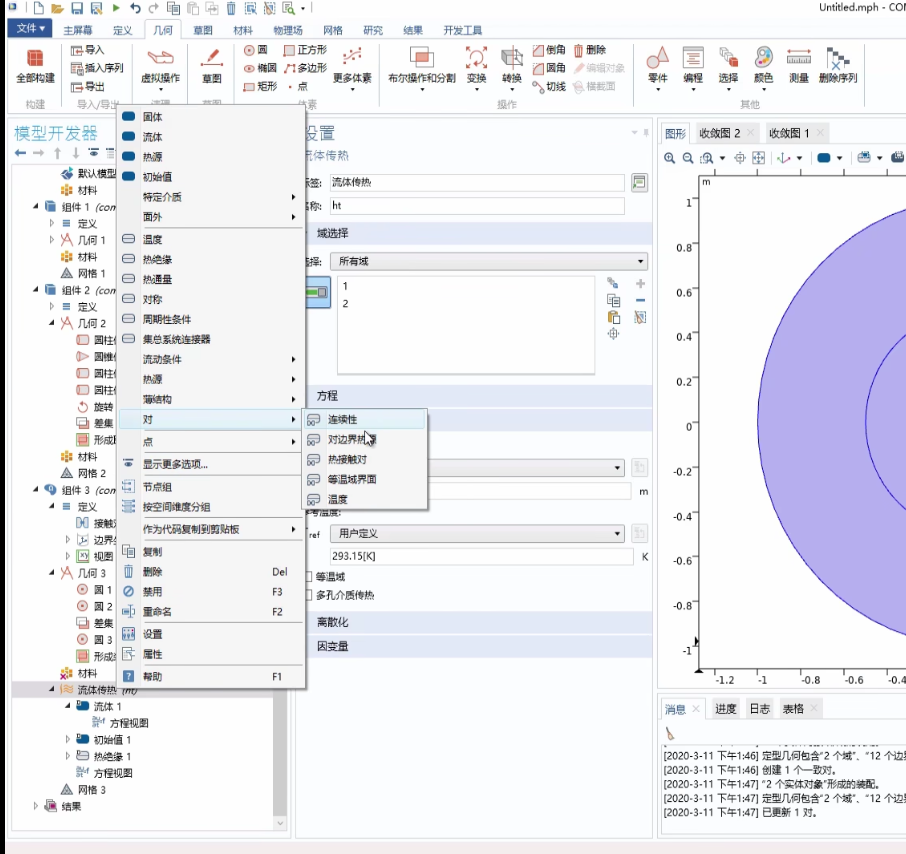 Untitled.mph - CO
文件▼
主屏幕
定义
几何
草图
材料
物理场
网格
研究
结果
开发工具
全部构建
构建
导入
插入序列
导出
导入/导出
虚拟操作
草图
圆
椭圆
矩形
正方形
多边形
点
更多体素
布尔操作和分割
变换
转换
倒角
圆角
切线
删除
编辑对象
横截面
操作
零件
编程
选择
颜色
测量
删除序列
其他
模型开发器
默认模型
材料
组件 1 (con
定义
几何 1
材料
网格 1
组件 2 (con
定义
几何 2
圆柱
圆锥
圆柱
圆柱
旋转
差集
形成
材料
网格 2
组件 3 (con
定义
接触
边界
视图
几何 3
圆 1
圆 2
差集
圆 3
形成
材料
流体传热 (ht)
流体 1
方程视图
初始值 1
热绝缘 1
方程视图
网格 3
结果
固体
流体
热源
初始值
特定介质
面外
温度
热绝缘
热通量
对称
周期性条件
集总系统连接器
流动条件
热源
薄结构
对
点
显示更多选项...
节点组
按空间维度分组
作为代码复制到剪贴板
复制
删除 Del
禁用 F3
重命名 F2
设置
属性
帮助 F1
连续性
对边界热源
热接触对
等温域界面
温度
设置
流体传热
标签: 流体传热
名称: ht
域选择
选择: 所有域
1
2
方程
m
参考温度:
ref 用户定义
293.15[K] K
等温域
多孔介质传热
离散化
因变量
图形
收敛图 2
收敛图 1
m
1
0.8
0.6
0.4
0.2
0
-0.2
-0.4
-0.6
-0.8
-1
-1.2 -1 -0.8 -0.6 -0.4
消息
进度
日志
表格
[2020-3-11 下午1:46] 定型几何包含“2 个域”、“12 个边界
[2020-3-11 下午1:46] 创建 1 个一致对。
[2020-3-11 下午1:47] “2 个实体对象”形成的装配。
[2020-3-11 下午1:47] 定型几何包含“2 个域”、“12 个边界
[2020-3-11 下午1:47] 已更新 1 对。